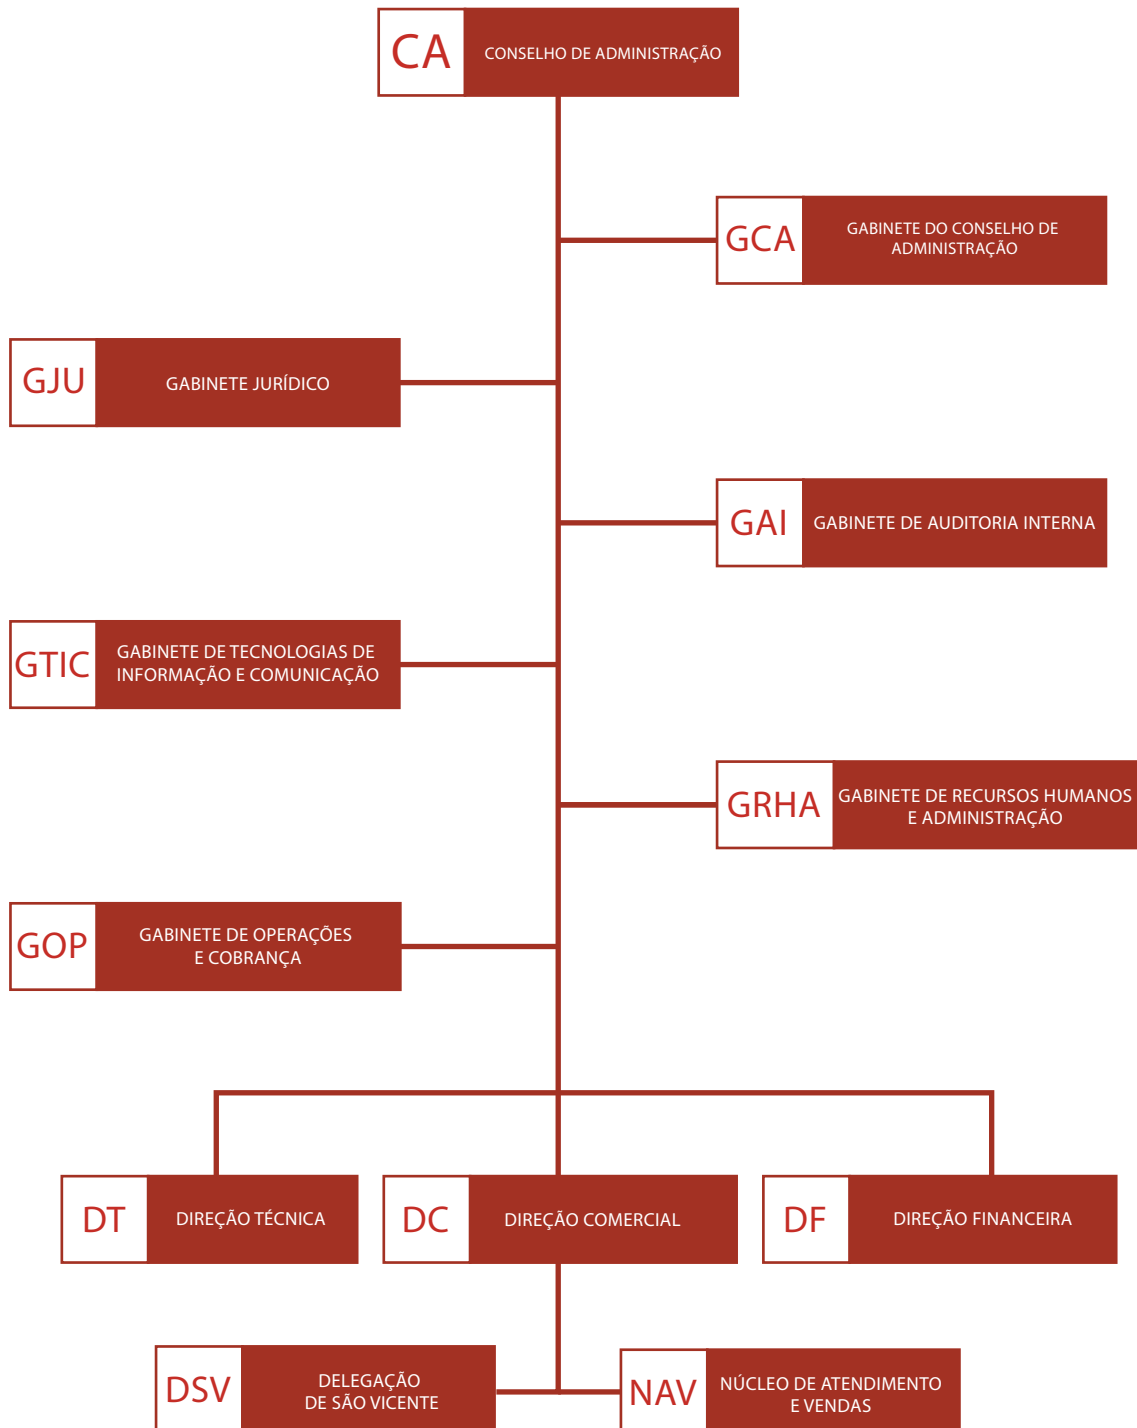 CA
CONSELHO DE ADMINISTRAÇÃO
GCA
GABINETE DO CONSELHO DE
ADMINISTRAÇÃO
GJU
GABINETE JURÍDICO
GAI
GABINETE DE AUDITORIA INTERNA
GTIC
GABINETE DE TECNOLOGIAS DE
INFORMAÇÃO E COMUNICAÇÃO
GRHA
GABINETE DE RECURSOS HUMANOS
E ADMINISTRAÇÃO
GOP
GABINETE DE OPERAÇÕES
E COBRANÇA
DT
DIREÇÃO TÉCNICA
DC
DIREÇÃO COMERCIAL
DF
DIREÇÃO FINANCEIRA
DSV
DELEGAÇÃO
DE SÃO VICENTE
NAV
NÚCLEO DE ATENDIMENTO
E VENDAS